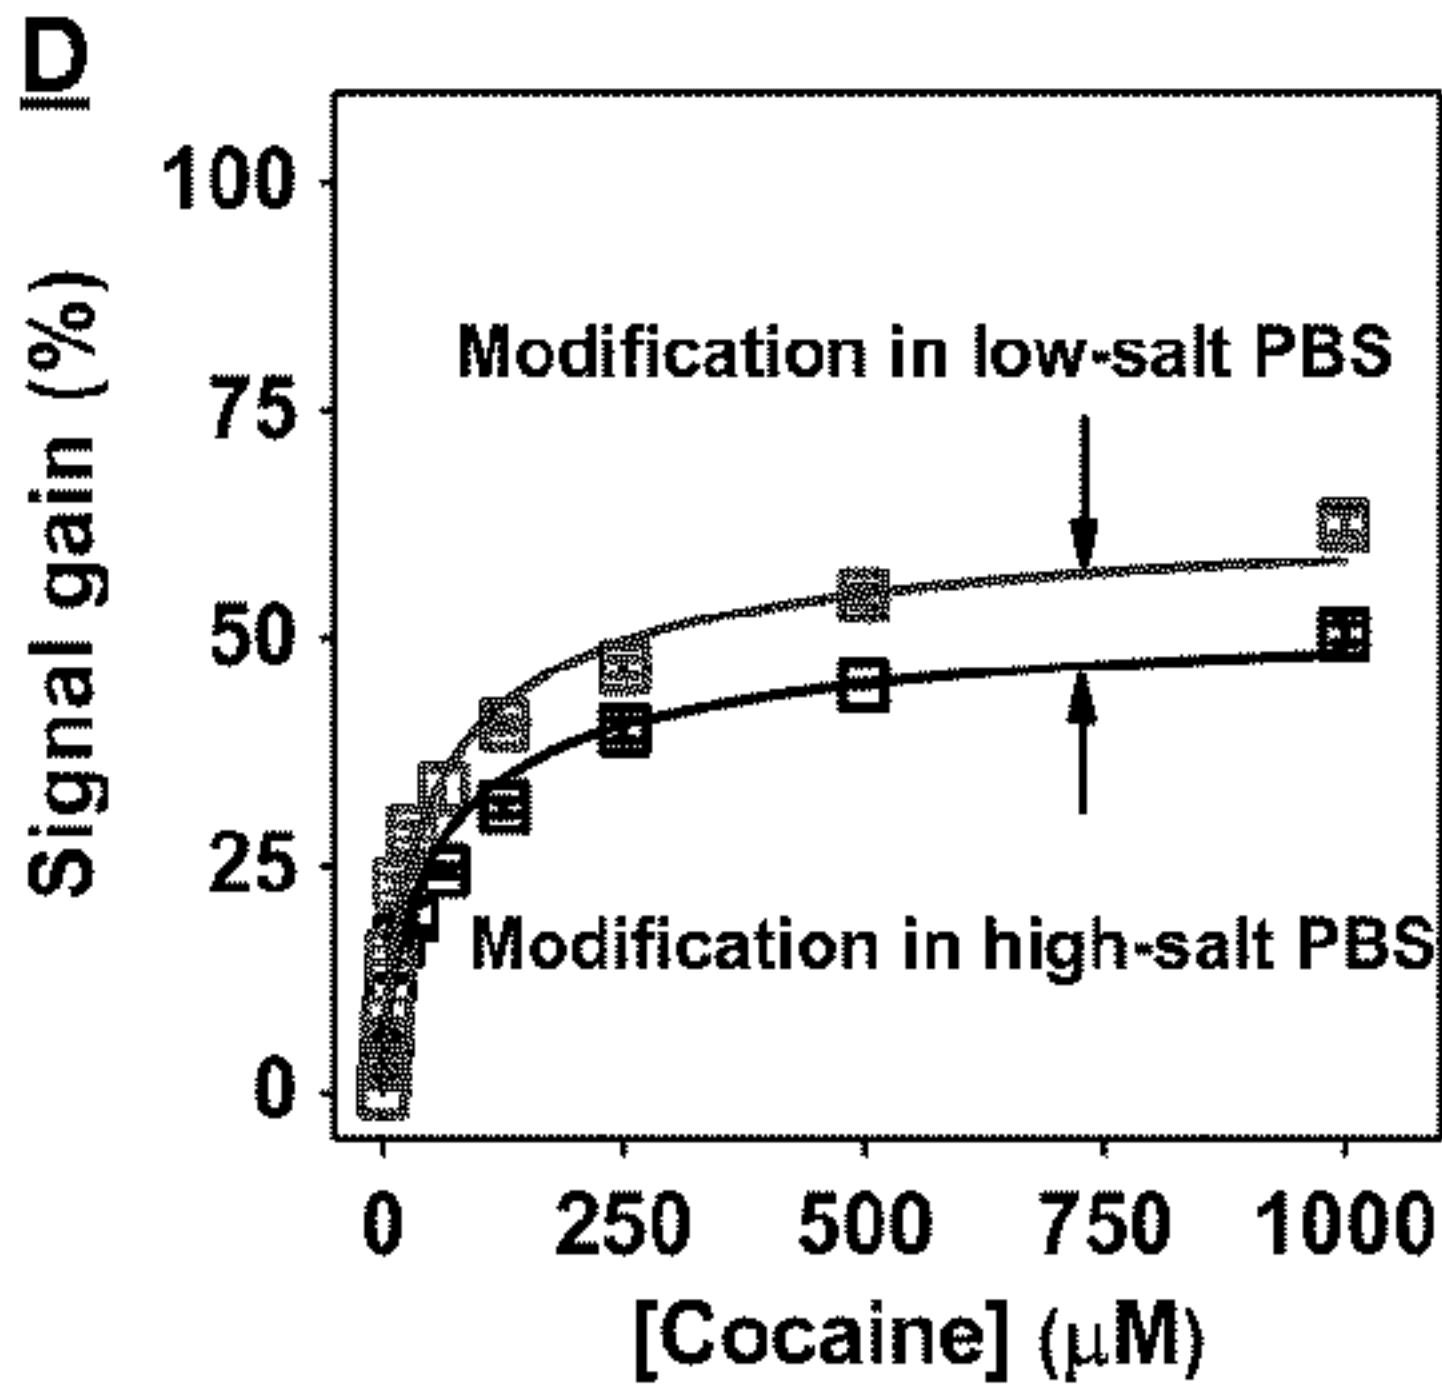 D
100
75
50
25
0
Signal gain (%)
Modification in low-salt PBS
Modification in high-salt PBS
0 250 500 750 1000
[Cocaine] (μM)